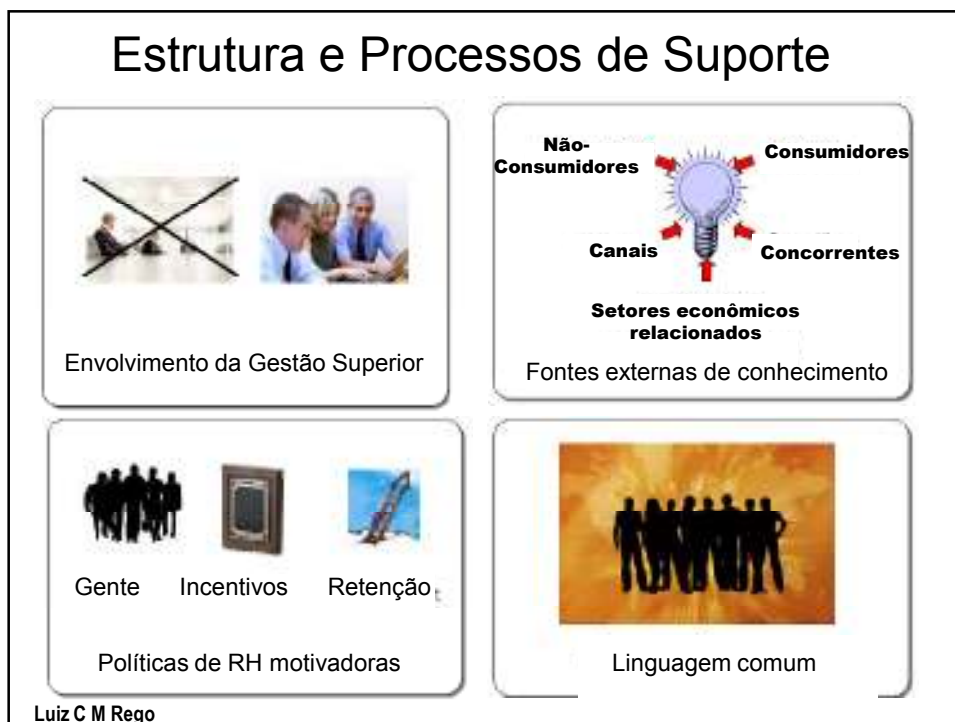 Estrutura e Processos de Suporte
Envolvimento da Gestão Superior
Não-
Consumidores
Consumidores
Canais
Concorrentes
Setores econômicos
relacionados
Fontes externas de conhecimento
Gente
Incentivos
Retenção
Políticas de RH motivadoras
Linguagem comum
Luiz C M Rego